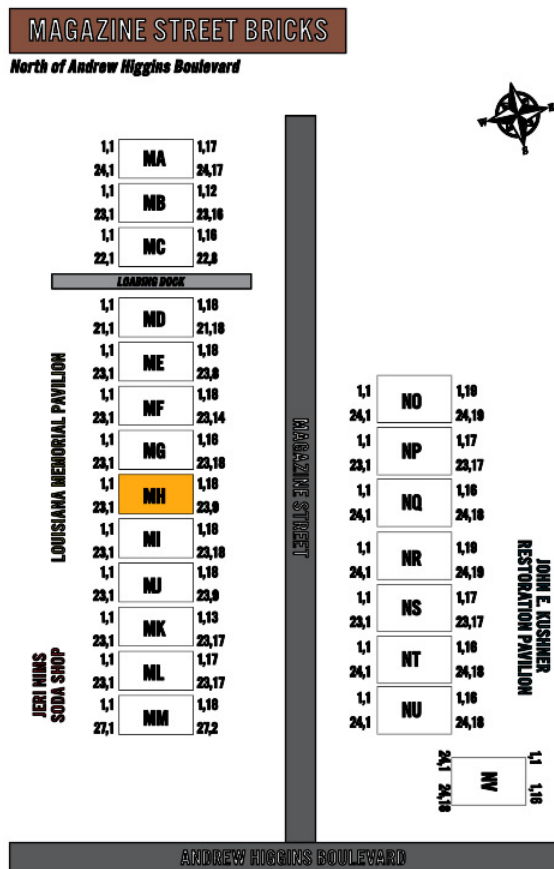 MAGAZINE STREET BRICKS
North of Andrew Higgins Boulevard
W S
1,1 MA 1,17
24,1 24,17
1,1 MB 1,12
23,1 23,16
1,1 MC 1,16
22,1 22,8
LOADING DOCK
1,1 MD 1,18
21,1 21,18
1,1 ME 1,18
23,1 23,8
1,1 MF 1,18
23,1 23,14
1,1 MG 1,16
23,1 23,18
1,1 MH 1,18
23,1 23,9
1,1 MI 1,18
23,1 23,18
1,1 MJ 1,18
23,1 23,9
1,1 MK 1,13
23,1 23,17
1,1 ML 1,17
23,1 23,17
1,1 MM 1,18
27,1 27,2
LOUISIANA MEMORIAL PAVILION
JERI NIMS
SODA SHOP
MAGAZINE STREET
1,1 NO 1,19
24,1 24,19
1,1 NP 1,17
23,1 23,17
1,1 NQ 1,16
24,1 24,18
1,1 NR 1,19
24,1 24,19
1,1 NS 1,17
23,1 23,17
1,1 NT 1,16
24,1 24,18
1,1 NU 1,16
24,1 24,18
JOHN E. KUSHNER
RESTORATION PAVILION
24,1 NV 1,1
24,18 1,16
ANDREW HIGGINS BOULEVARD